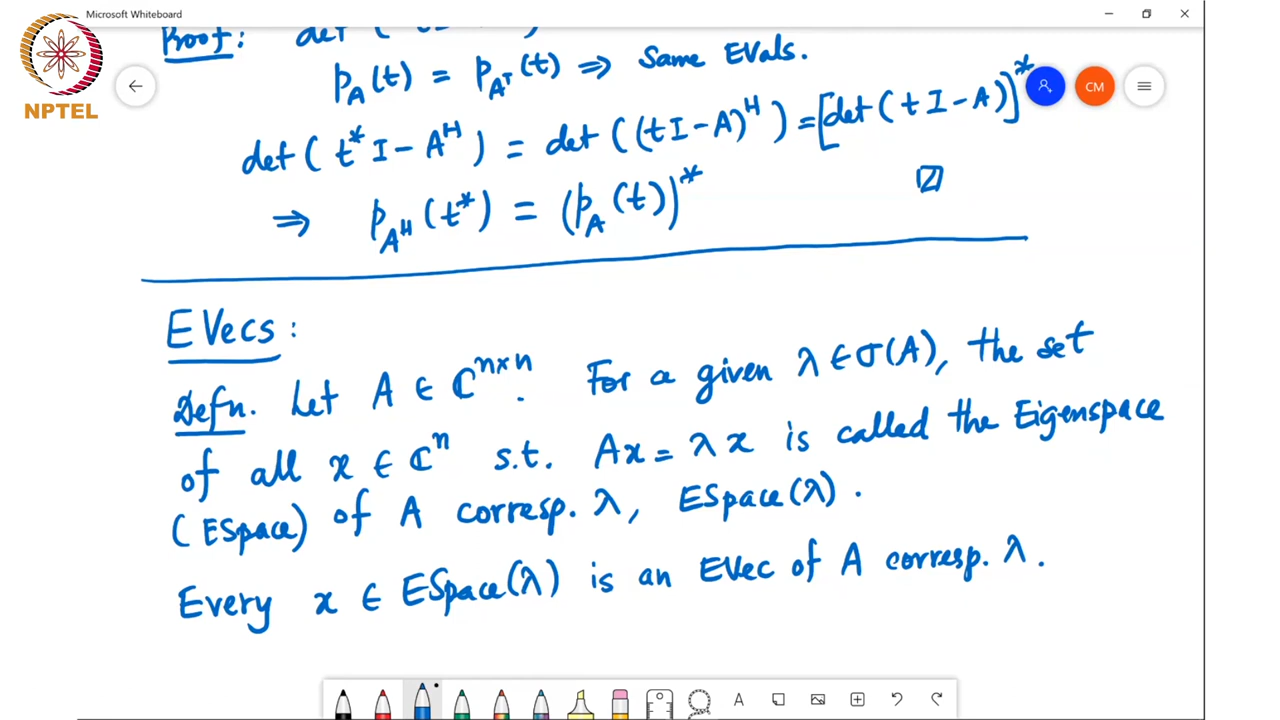 Microsoft Whiteboard
NPTEL
CM
Proof: det (
p_A(t) = p_{A^T}(t) ⇒ Same EVals.
det( t* I − A^H ) = det( (tI − A)^H ) = [det( tI − A )]*
⇒ p_{A^H}(t*) = (p_A(t))*
EVecs:
Defn. Let A ∈ ℂ^{n×n}. For a given λ ∈ σ(A), the set
of all x ∈ ℂ^n s.t. Ax = λx is called the Eigenspace
(ESpace) of A corresp. λ, ESpace(λ).
Every x ∈ ESpace(λ) is an EVec of A corresp. λ.
A